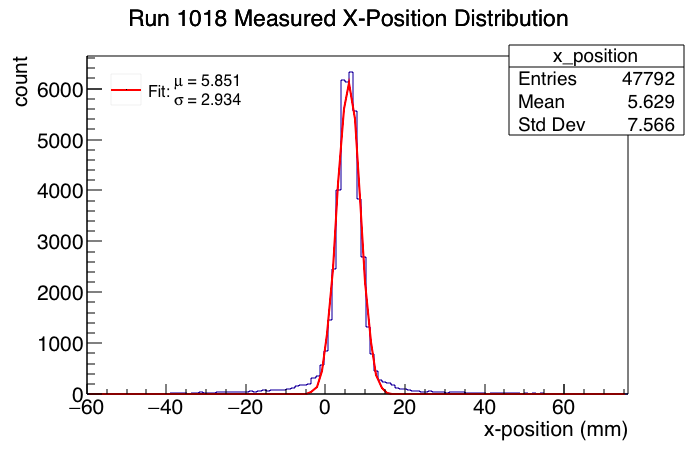 Run 1018 Measured X-Position Distribution
x_position
Entries 47792
Mean 5.629
Std Dev 7.566
Fit: μ = 5.851
σ = 2.934
count
6000
5000
4000
3000
2000
1000
0
−60 −40 −20 0 20 40 60
x-position (mm)